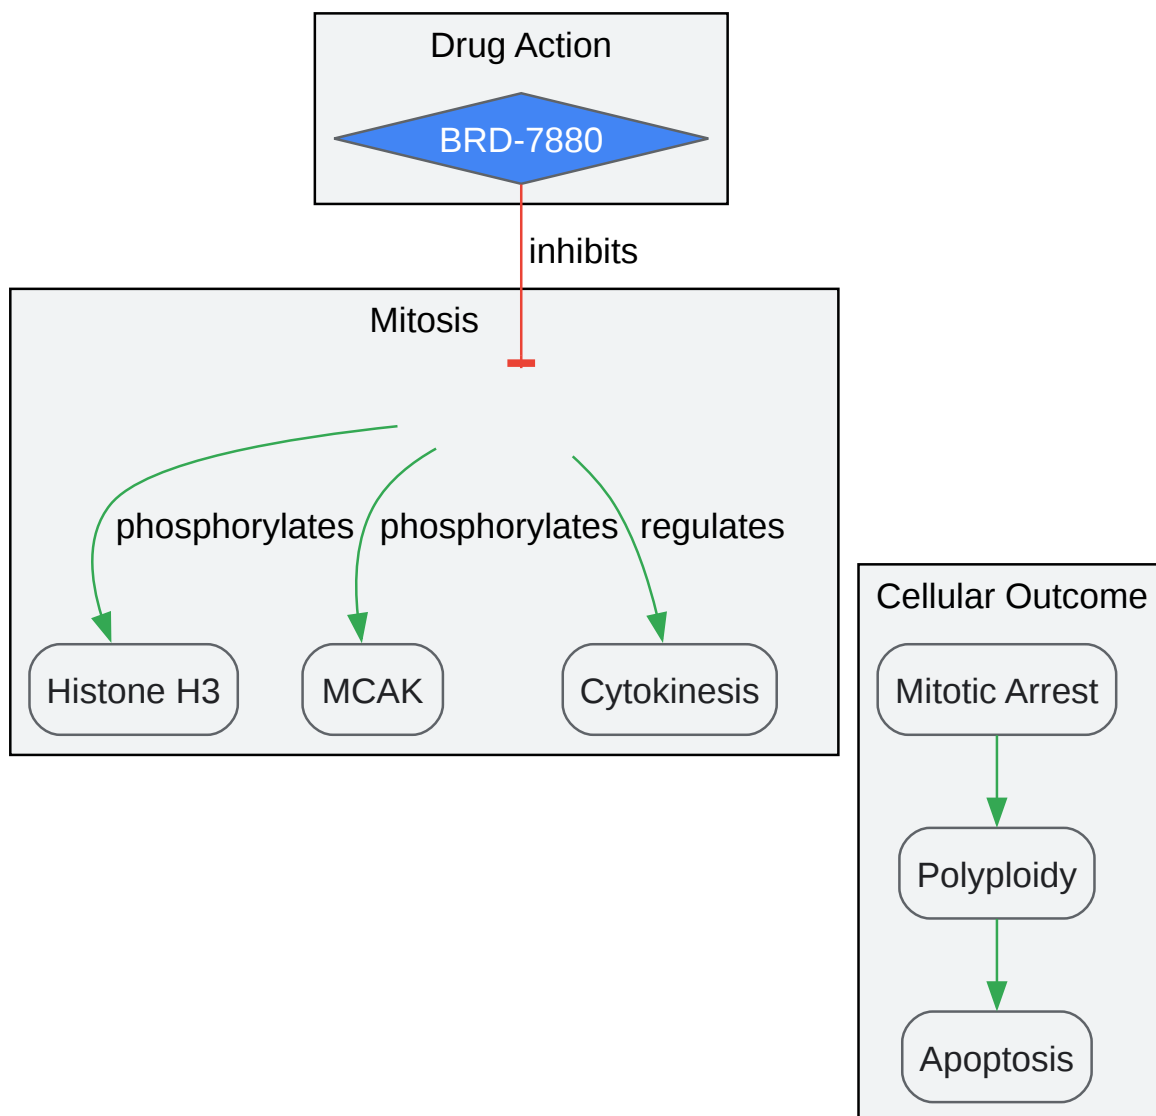 Drug Action
BRD-7880
inhibits
Mitosis
phosphorylates
phosphorylates
regulates
Histone H3
MCAK
Cytokinesis
Cellular Outcome
Mitotic Arrest
Polyploidy
Apoptosis